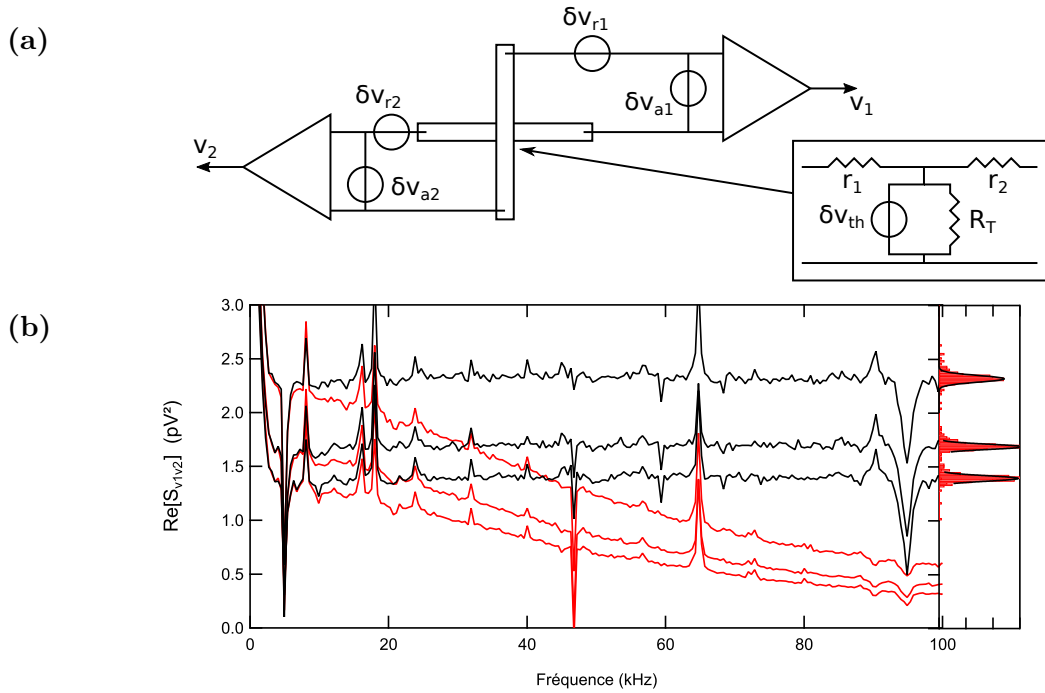 (a)
δv_r1
δv_r2
δv_a1
v_1
v_2
δv_a2
r_1
r_2
δv_th
R_T
(b)
3.0
2.5
2.0
1.5
1.0
0.5
0.0
Re[S_v1v2] (pV²)
0
20
40
60
80
100
Fréquence (kHz)